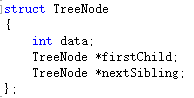 struct TreeNode
{
int data;
TreeNode *firstChild;
TreeNode *nextSibling;
};